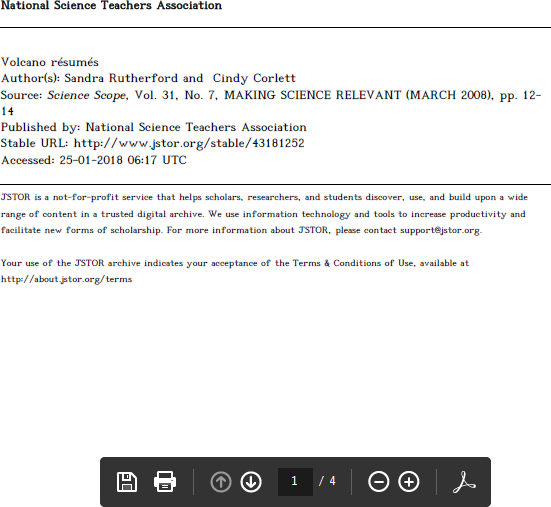 National Science Teachers Association
Volcano résumés
Author(s): Sandra Rutherford and Cindy Corlett
Source: Science Scope, Vol. 31, No. 7, MAKING SCIENCE RELEVANT (MARCH 2008), pp. 12-
14
Published by: National Science Teachers Association
Stable URL: http://www.jstor.org/stable/43181252
Accessed: 25-01-2018 06:17 UTC
JSTOR is a not-for-profit service that helps scholars, researchers, and students discover, use, and build upon a wide
range of content in a trusted digital archive. We use information technology and tools to increase productivity and
facilitate new forms of scholarship. For more information about JSTOR, please contact support@jstor.org.
Your use of the JSTOR archive indicates your acceptance of the Terms & Conditions of Use, available at
http://about.jstor.org/terms
1 / 4